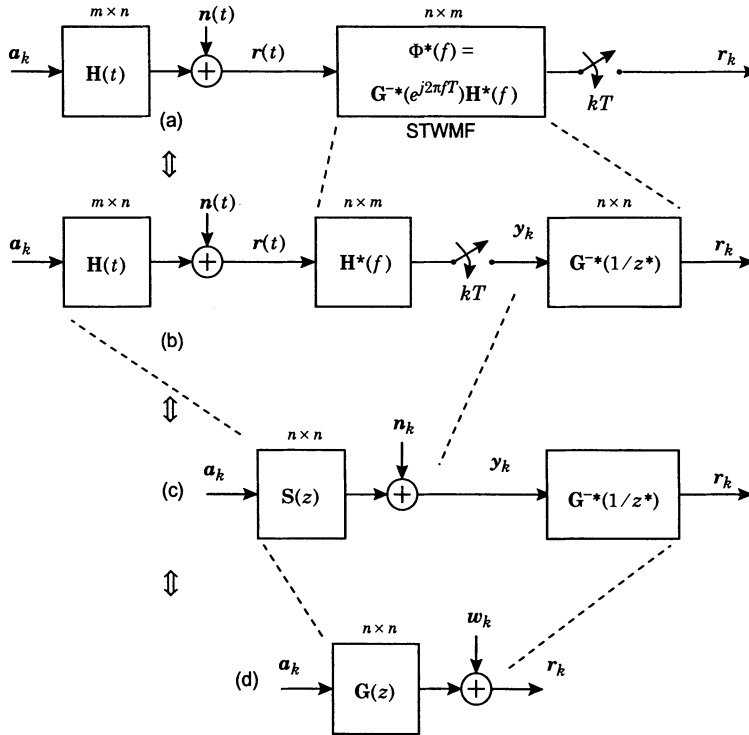 m × n
n(t)
n × m
a_k
H(t)
r(t)
Φ*(f) =
G^{-*}(e^{j2πfT})H*(f)
kT
r_k
(a)
STWMF
⇕
m × n
n(t)
n × m
n × n
a_k
H(t)
r(t)
H*(f)
kT
y_k
G^{-*}(1/z*)
r_k
(b)
⇕
n × n
n_k
(c)
a_k
S(z)
y_k
G^{-*}(1/z*)
r_k
⇕
n × n
w_k
(d)
a_k
G(z)
r_k